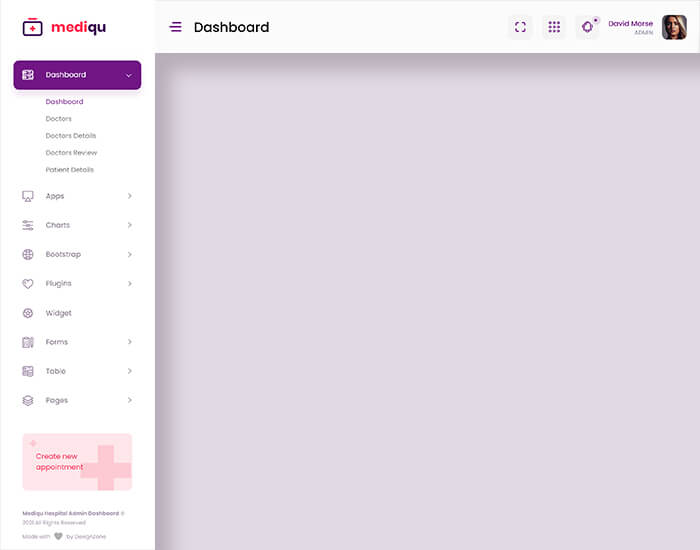 mediqu
Dashboard
David Morse
ADMIN
Dashboard
Dashboard
Doctors
Doctors Details
Doctors Review
Patient Details
Apps
Charts
Bootstrap
Plugins
Widget
Forms
Table
Pages
Create new
appointment
Mediqu Hospital Admin Dashboard ©
2021 All Rights Reserved
Made with by Dexignzone